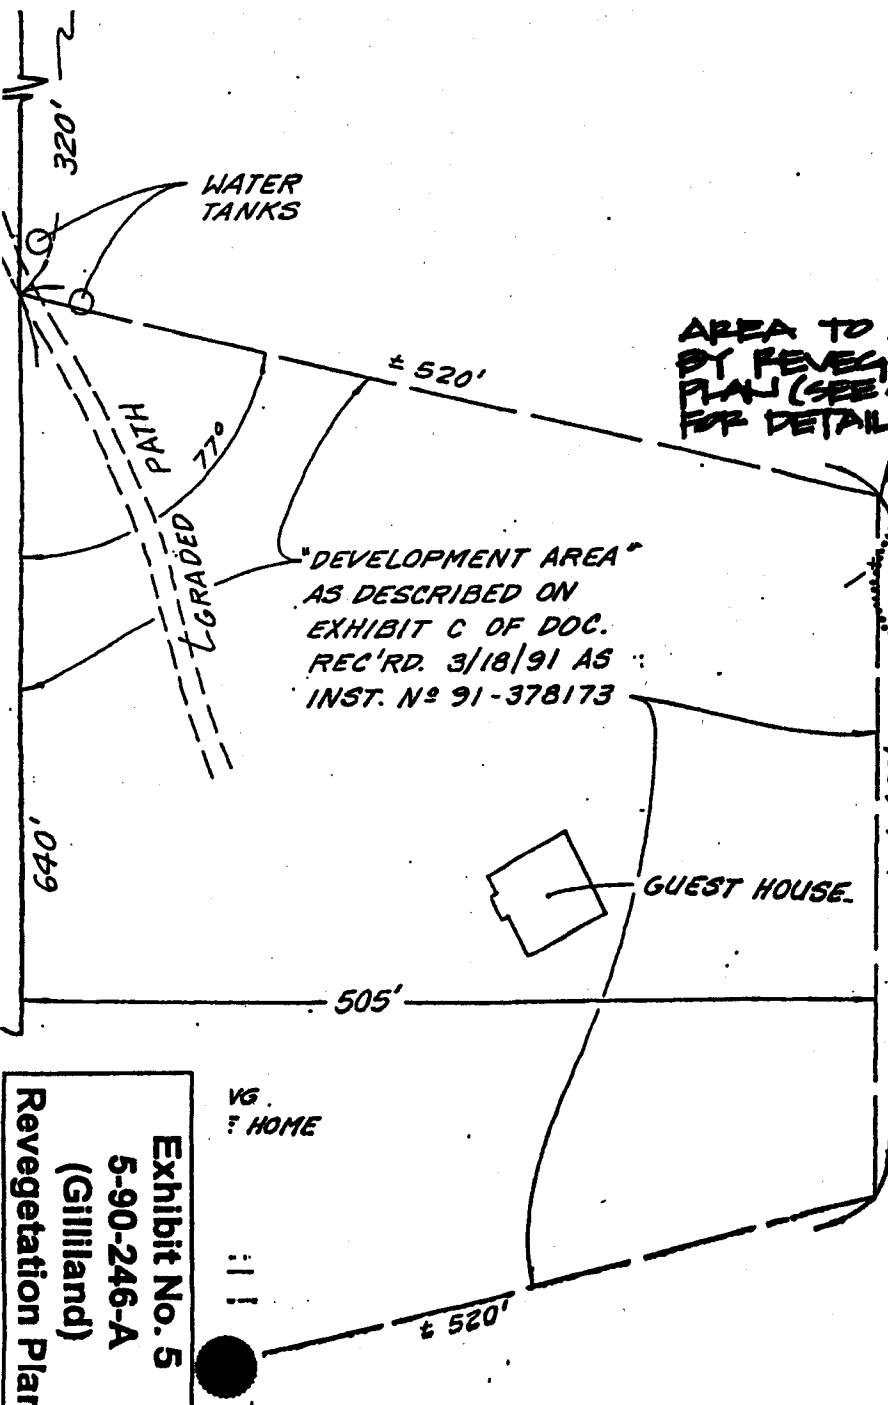 320'
WATER
TANKS
± 520'
AREA TO
BY REVEG
PLAN (SEE
FOR DETAIL
PATH
77°
GRADED
"DEVELOPMENT AREA"
AS DESCRIBED ON
EXHIBIT C OF DOC.
REC'RD. 3/18/91 AS
INST. Nº 91-378173
640'
GUEST HOUSE
505'
VG
HOME
± 520'
Exhibit No. 5
5-90-246-A
(Gilliland)
Revegetation Plan